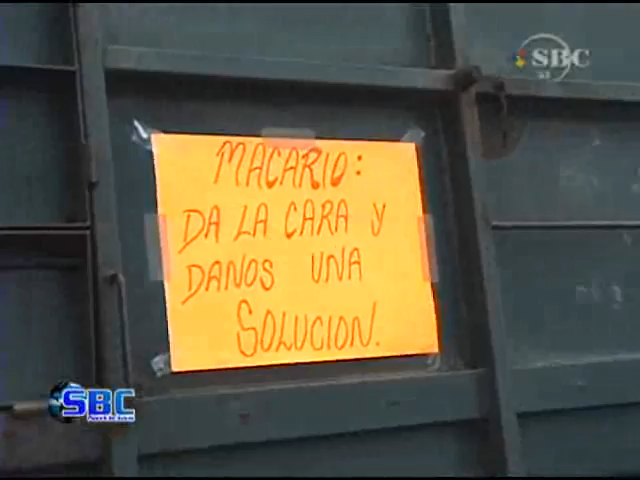 SBC
MACARIO:
DA LA CARA Y
DANOS UNA
SOLUCION.
SBC